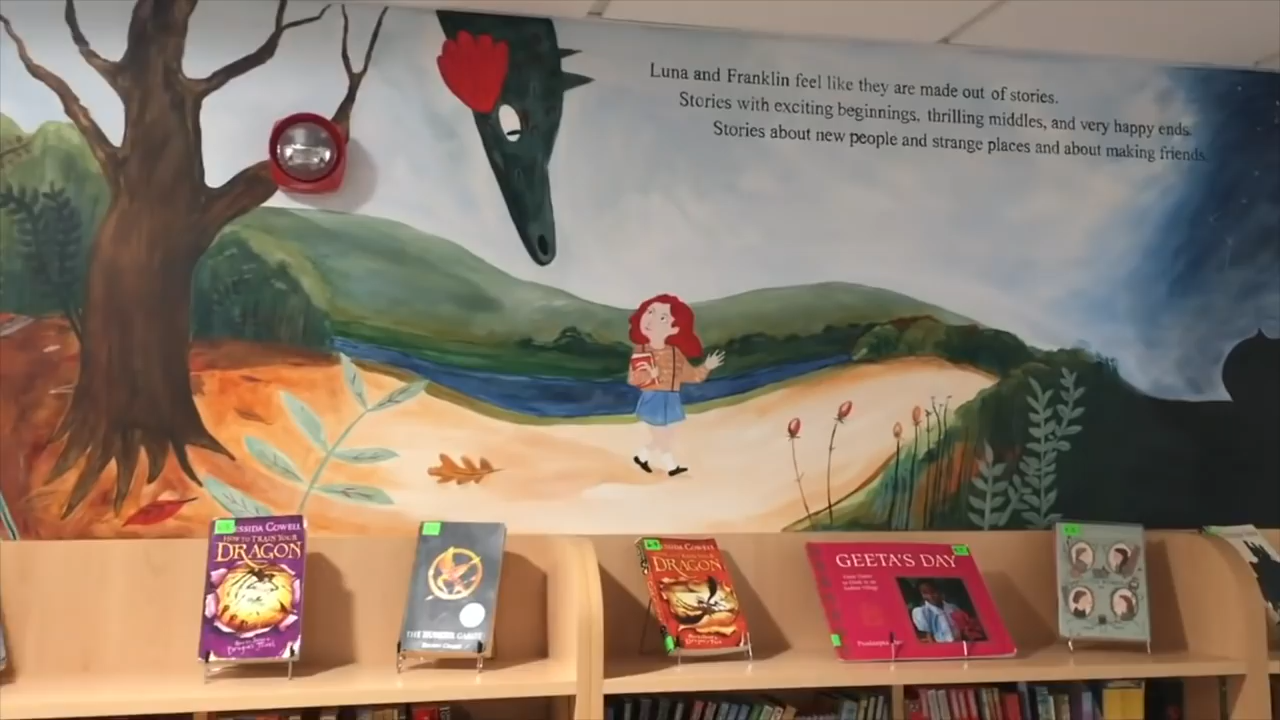 Luna and Franklin feel like they are made out of stories.
Stories with exciting beginnings, thrilling middles, and very happy ends.
Stories about new people and strange places and about making friends.
CRESSIDA COWELL
HOW TO TRAIN YOUR
DRAGON
THE HUNGER GAMES
COWELL
DRAGON
GEETA'S DAY